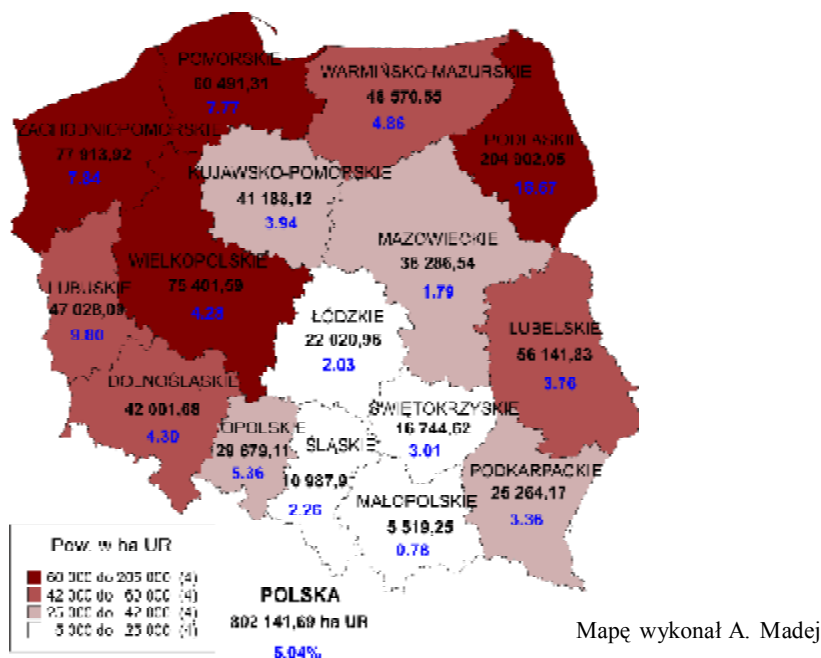 POMORSKIE
60 491,31
7.77
WARMIŃSKO-MAZURSKIE
48 570,55
4.86
ZACHODNIOPOMORSKIE
77 913,92
7.84
PODLASKIE
204 902,05
KUJAWSKO-POMORSKIE
41 188,12
3.94
MAZOWIECKIE
38 286,54
1.79
WIELKOPOLSKIE
75 401,59
4.28
LUBUSKIE
47 028,09
9.80
ŁÓDZKIE
22 020,96
2.03
LUBELSKIE
56 141,83
3.76
DOLNOŚLĄSKIE
42 001,68
4.30
OPOLSKIE
29 679,11
5.36
ŚLĄSKIE
10 987,9
2.26
ŚWIĘTOKRZYSKIE
16 744,62
3.01
MAŁOPOLSKIE
5 519,25
0.78
PODKARPACKIE
25 264,17
3.36
Pow. w ha UR
60 000 do 205 000 (4)
42 000 do 60 000 (4)
25 000 do 42 000 (4)
5 000 do 25 000 (4)
POLSKA
802 141,69 ha UR
5.04%
Mapę wykonał A. Madej